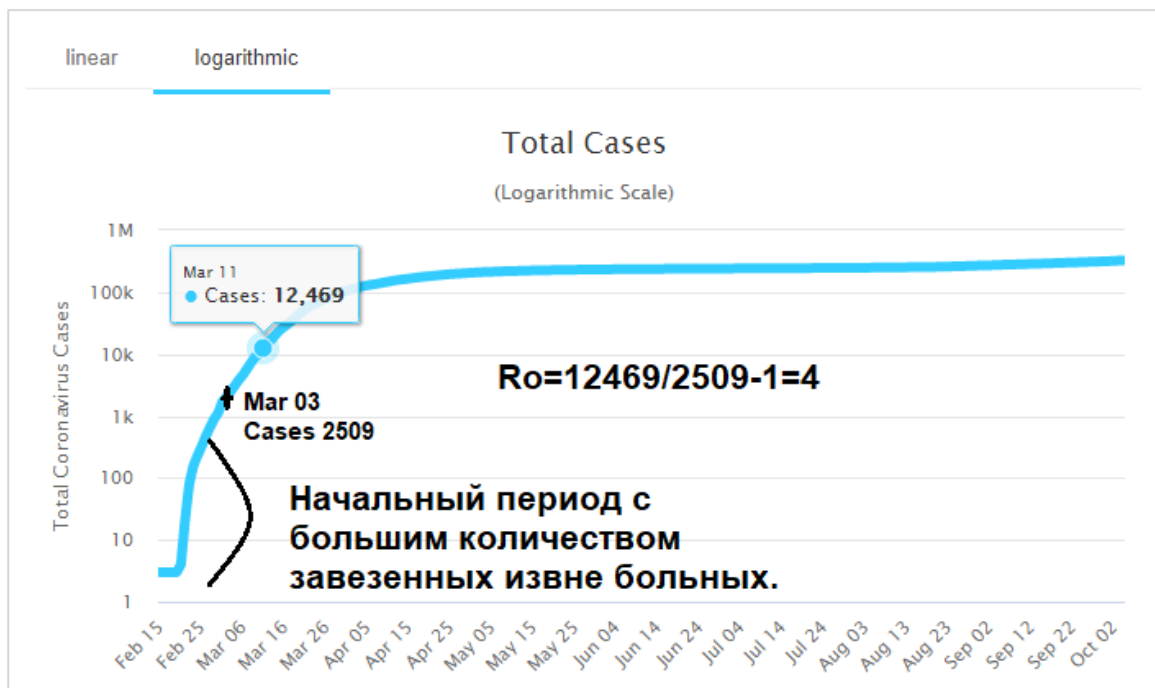 linear logarithmic
Total Cases
(Logarithmic Scale)
Total Coronavirus Cases
1M
100k
10k
1k
100
10
1
Mar 11
Cases: 12,469
Ro=12469/2509-1=4
Mar 03
Cases 2509
Начальный период с
большим количеством
завезенных извне больных.
Feb 15
Feb 25
Mar 06
Mar 16
Mar 26
Apr 05
Apr 15
Apr 25
May 05
May 15
May 25
Jun 04
Jun 14
Jun 24
Jul 04
Jul 14
Jul 24
Aug 03
Aug 13
Aug 23
Sep 02
Sep 12
Sep 22
Oct 02